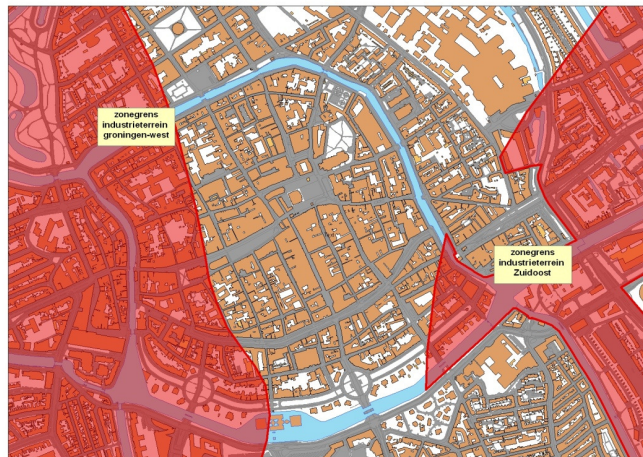 zonegrens
industrieterrein
groningen-west
zonegrens
industrieterrein
Zuidoost